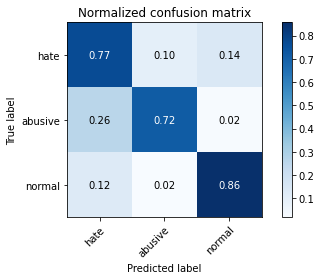 Normalized confusion matrix
True label
hate 0.77 0.10 0.14
abusive 0.26 0.72 0.02
normal 0.12 0.02 0.86
hate abusive normal
Predicted label
0.8
0.7
0.6
0.5
0.4
0.3
0.2
0.1